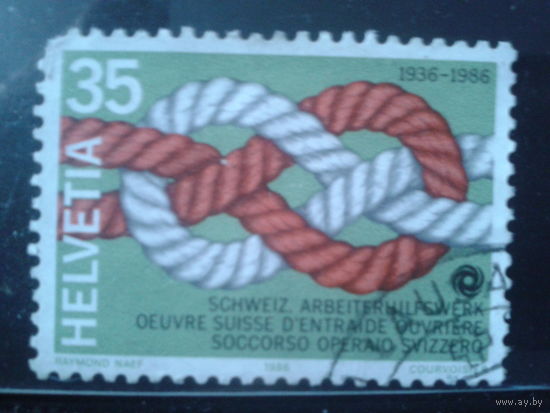 35
1936-1986
HELVETIA
SCHWEIZ. ARBEITERHILFSWERK
OEUVRE SUISSE D'ENTRAIDE OUVRIÈRE
SOCCORSO OPERAIO SVIZZERO
RAYMOND NAEF 1986 COURVOISIER
www.ay.by